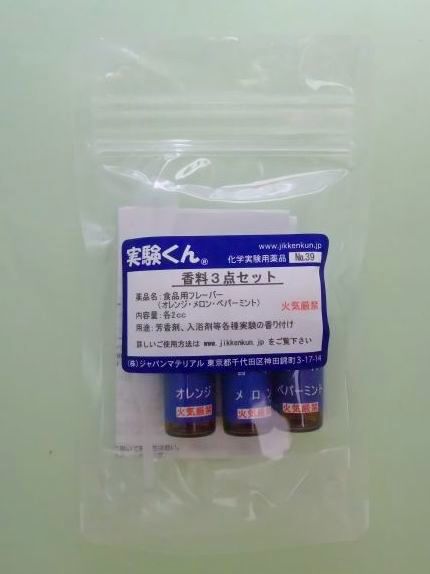 www.jikkenkun.jp
実験くん® 化学実験用薬品 No.39
香料3点セット
薬品名：食品用フレーバー
（オレンジ・メロン・ペパーミント）
火気厳禁
内容量：各2cc
用途：芳香剤、入浴剤等各種実験の香り付け
詳しいご使用方法は www.jikkenkun.jp をご覧下さい
(株)ジャパンマテリアル 東京都千代田区神田錦町3-17-14
オレンジ
火気厳禁
メロン
火気厳禁
ペパーミント
火気厳禁